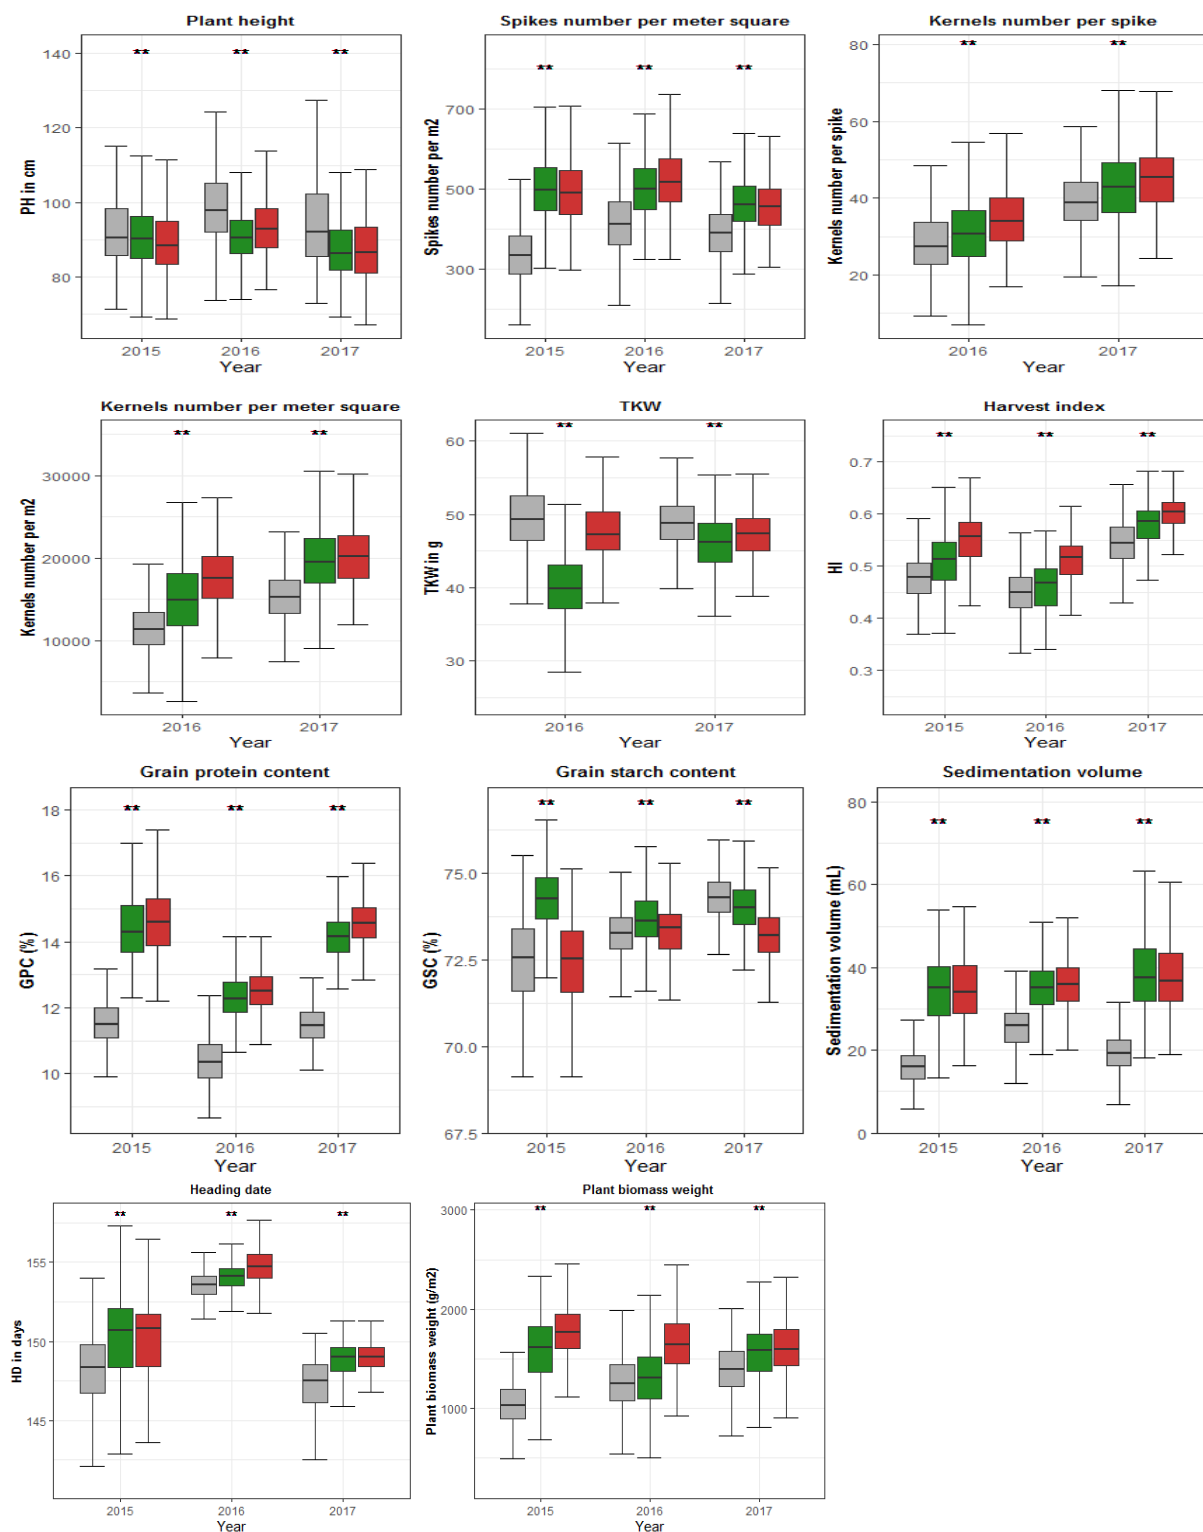 Plant height
Spikes number per meter square
Kernels number per spike
PH in cm
140
120
100
80
** ** **
2015 2016 2017
Year
Spikes number per m2
700
500
300
** ** **
2015 2016 2017
Year
Kernels number per spike
80
60
40
20
** **
2016 2017
Year
Kernels number per meter square
TKW
Harvest index
Kernels number per m2
30000
20000
10000
** **
2016 2017
Year
TKW in g
60
50
40
30
** **
2016 2017
Year
HI
0.7
0.6
0.5
0.4
0.3
** ** **
2015 2016 2017
Year
Grain protein content
Grain starch content
Sedimentation volume
GPC (%)
18
16
14
12
10
** ** **
2015 2016 2017
Year
GSC (%)
75.0
72.5
70.0
67.5
** ** **
2015 2016 2017
Year
Sedimentation volume (mL)
80
60
40
20
0
** ** **
2015 2016 2017
Year
Heading date
Plant biomass weight
HD in days
155
150
145
** ** **
2015 2016 2017
Year
Plant biomass weight (g/m2)
3000
2000
1000
** ** **
2015 2016 2017
Year